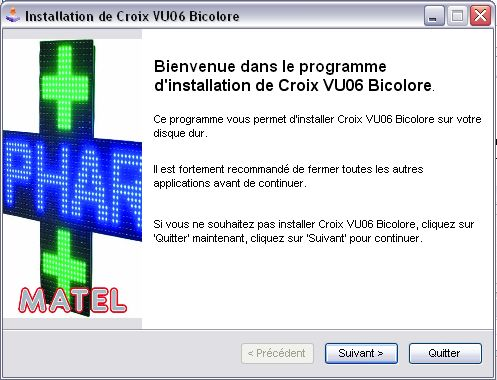 Installation de Croix VU06 Bicolore
Bienvenue dans le programme
d'installation de Croix VU06 Bicolore.
Ce programme vous permet d'installer Croix VU06 Bicolore sur votre
disque dur.
Il est fortement recommandé de fermer toutes les autres
applications avant de continuer.
Si vous ne souhaitez pas installer Croix VU06 Bicolore, cliquez sur
'Quitter' maintenant, cliquez sur 'Suivant' pour continuer.
PHAR
MATEL
< Précédent
Suivant >
Quitter